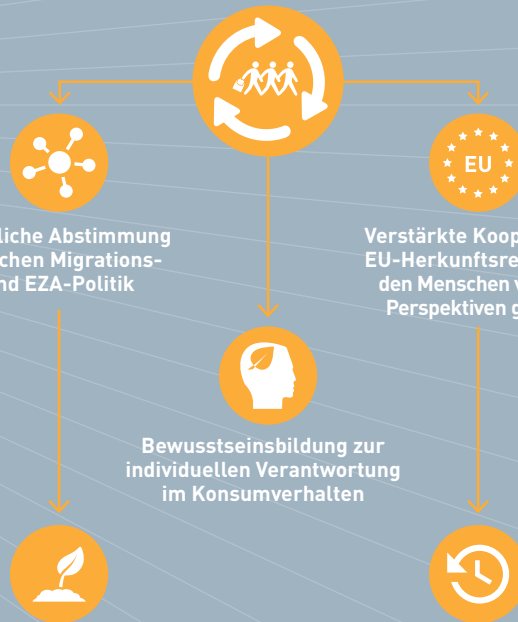 EU
liche Abstimmung
chen Migrations-
nd EZA-Politik
Verstärkte Koop
EU-Herkunftsre
den Menschen v
Perspektiven g
Bewusstseinsbildung zur
individuellen Verantwortung
im Konsumverhalten